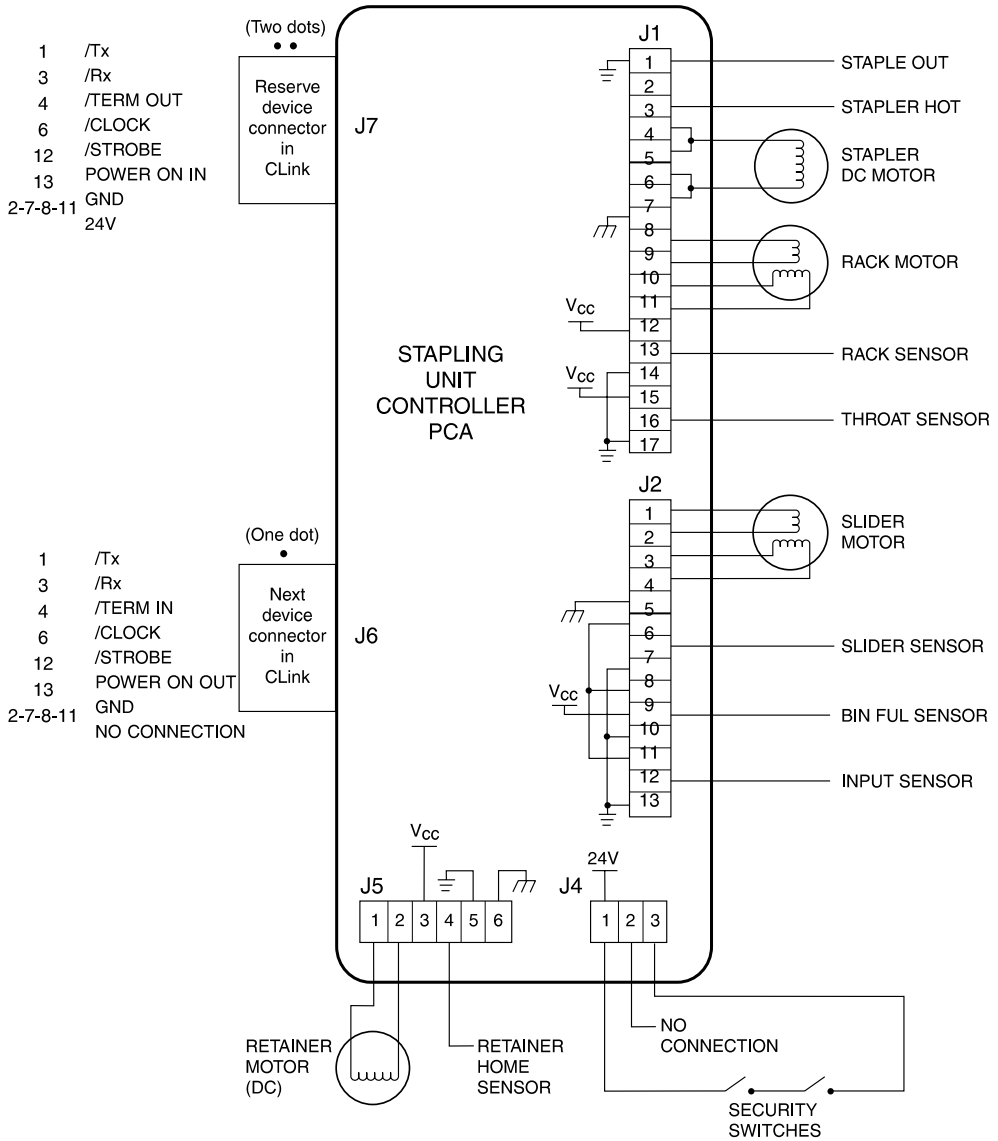 (Two dots)
1 /Tx
3 /Rx
4 /TERM OUT
6 /CLOCK
12 /STROBE
13 POWER ON IN
2-7-8-11 GND
24V
Reserve
device
connector
in
CLink
J7
STAPLING
UNIT
CONTROLLER
PCA
J1
1
2
3
4
5
6
7
8
9
10
11
12
13
14
15
16
17
VCC
VCC
STAPLE OUT
STAPLER HOT
STAPLER
DC MOTOR
RACK MOTOR
RACK SENSOR
THROAT SENSOR
(One dot)
1 /Tx
3 /Rx
4 /TERM IN
6 /CLOCK
12 /STROBE
13 POWER ON OUT
2-7-8-11 GND
NO CONNECTION
Next
device
connector
in
CLink
J6
J2
1
2
3
4
5
6
7
8
9
10
11
12
13
VCC
SLIDER
MOTOR
SLIDER SENSOR
BIN FUL SENSOR
INPUT SENSOR
VCC
J5
1 2 3 4 5 6
24V
J4
1 2 3
RETAINER
MOTOR
(DC)
RETAINER
HOME
SENSOR
NO
CONNECTION
SECURITY
SWITCHES